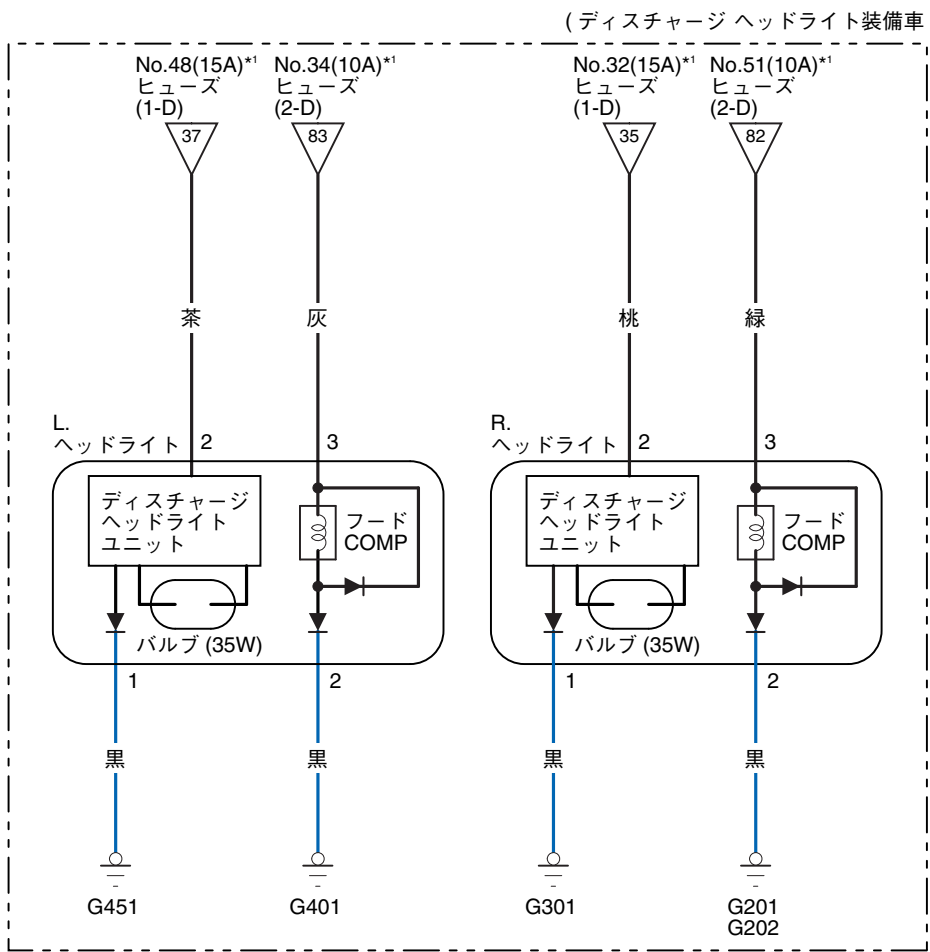 (ディスチャージ ヘッドライト装備車
No.48(15A)*1
ヒューズ
(1-D)
37
No.34(10A)*1
ヒューズ
(2-D)
83
No.32(15A)*1
ヒューズ
(1-D)
35
No.51(10A)*1
ヒューズ
(2-D)
82
茶
灰
桃
緑
L.
ヘッドライト
2
3
ディスチャージ
ヘッドライト
ユニット
フード
COMP
バルブ (35W)
1
2
R.
ヘッドライト
2
3
ディスチャージ
ヘッドライト
ユニット
フード
COMP
バルブ (35W)
1
2
黒
黒
黒
黒
G451
G401
G301
G201
G202